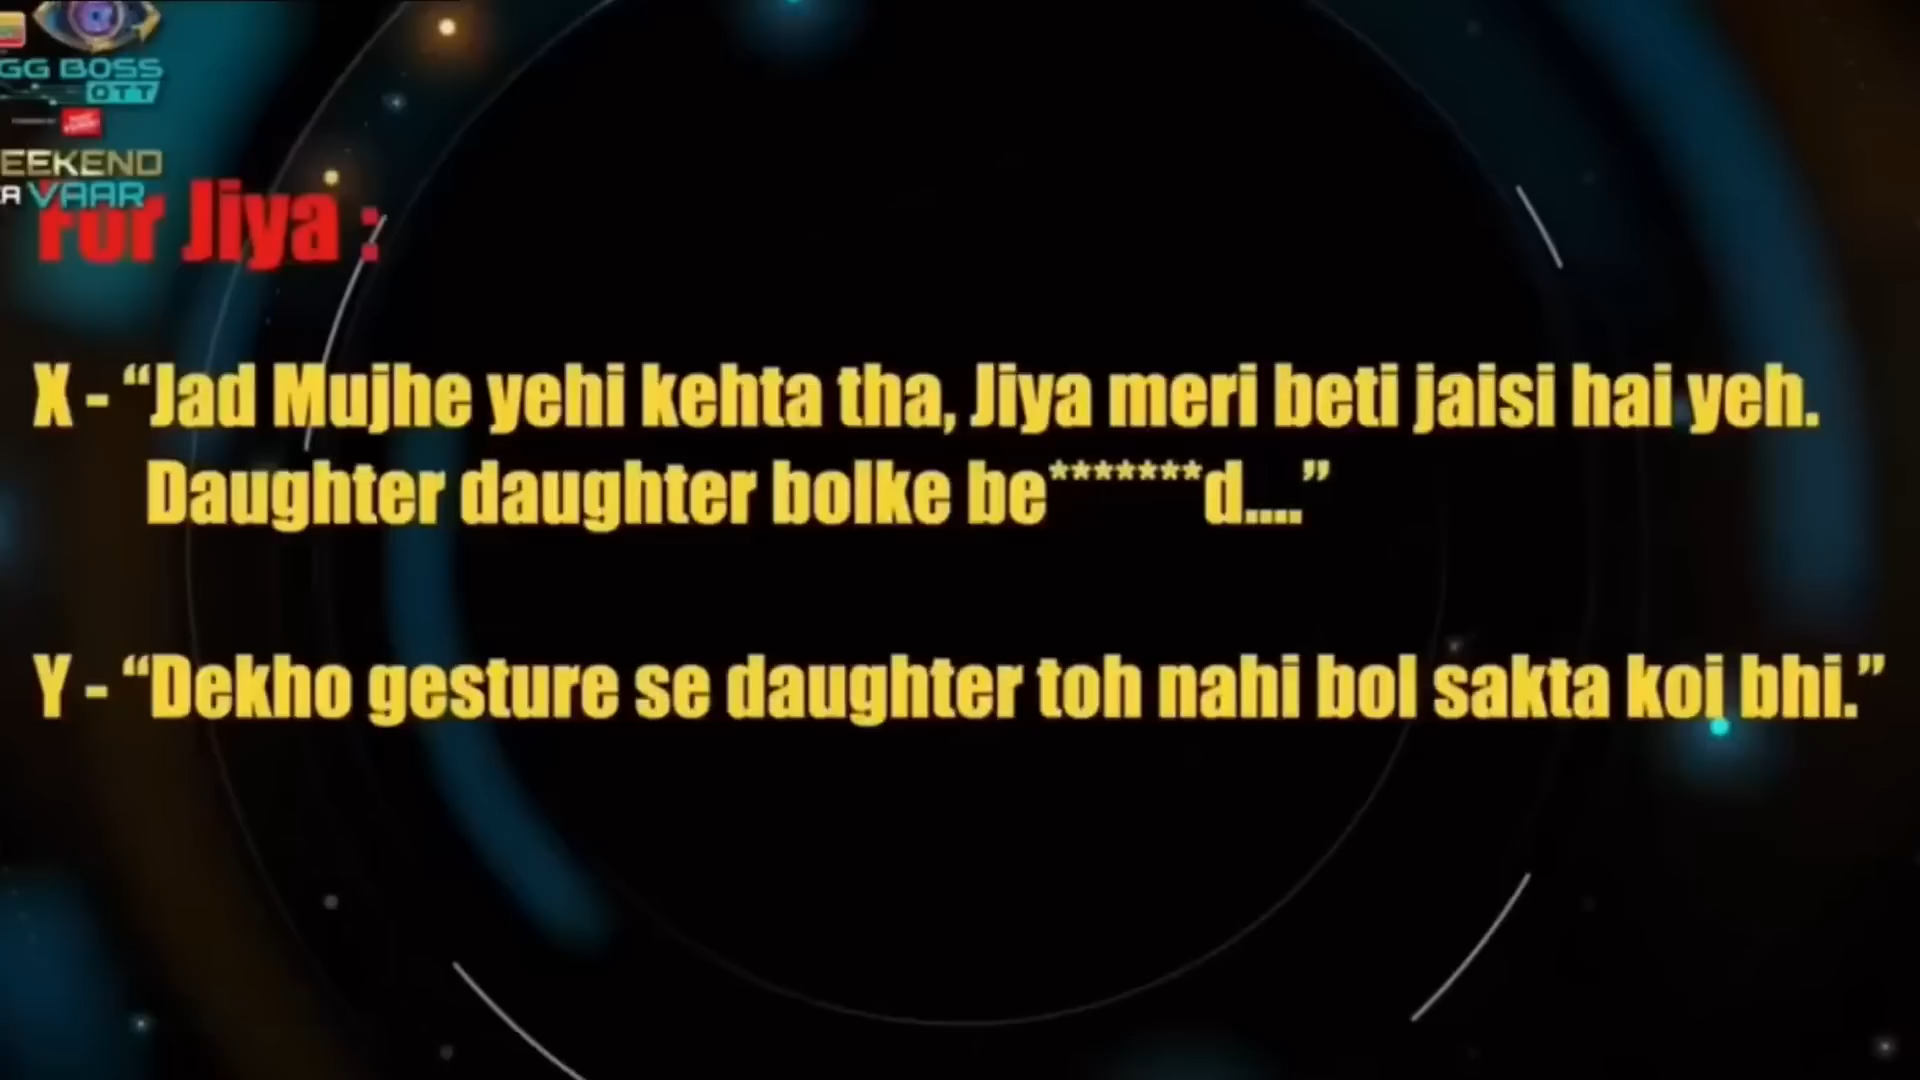 GG BOSS
OTT
EEKEND
A VAAR
For Jiya :
X - “Jad Mujhe yehi kehta tha, Jiya meri beti jaisi hai yeh.
Daughter daughter bolke be*******d....”
Y - “Dekho gesture se daughter toh nahi bol sakta koi bhi.”